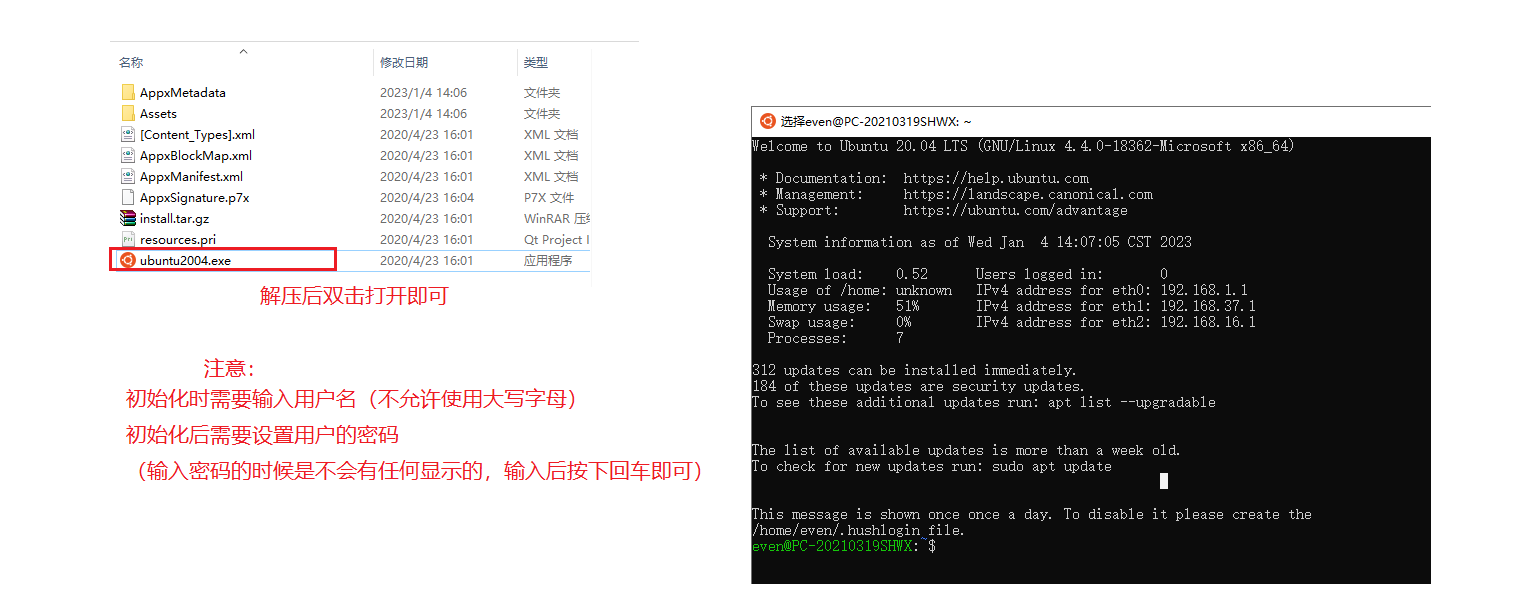 名称 修改日期 类型
AppxMetadata 2023/1/4 14:06 文件夹
Assets 2023/1/4 14:06 文件夹
[Content_Types].xml 2020/4/23 16:01 XML 文档
AppxBlockMap.xml 2020/4/23 16:01 XML 文档
AppxManifest.xml 2020/4/23 16:01 XML 文档
AppxSignature.p7x 2020/4/23 16:04 P7X 文件
install.tar.gz 2020/4/23 16:01 WinRAR 压
resources.pri 2020/4/23 16:01 Qt Project
ubuntu2004.exe 2020/4/23 16:01 应用程序
解压后双击打开即可
注意：
初始化时需要输入用户名（不允许使用大写字母）
初始化后需要设置用户的密码
（输入密码的时候是不会有任何显示的，输入后按下回车即可）
选择even@PC-20210319SHWX: ~
Welcome to Ubuntu 20.04 LTS (GNU/Linux 4.4.0-18362-Microsoft x86_64)
* Documentation: https://help.ubuntu.com
* Management: https://landscape.canonical.com
* Support: https://ubuntu.com/advantage
System information as of Wed Jan 4 14:07:05 CST 2023
System load: 0.52 Users logged in: 0
Usage of /home: unknown IPv4 address for eth0: 192.168.1.1
Memory usage: 51% IPv4 address for eth1: 192.168.37.1
Swap usage: 0% IPv4 address for eth2: 192.168.16.1
Processes: 7
312 updates can be installed immediately.
184 of these updates are security updates.
To see these additional updates run: apt list --upgradable
The list of available updates is more than a week old.
To check for new updates run: sudo apt update
This message is shown once once a day. To disable it please create the
/home/even/.hushlogin file.
even@PC-20210319SHWX:~$